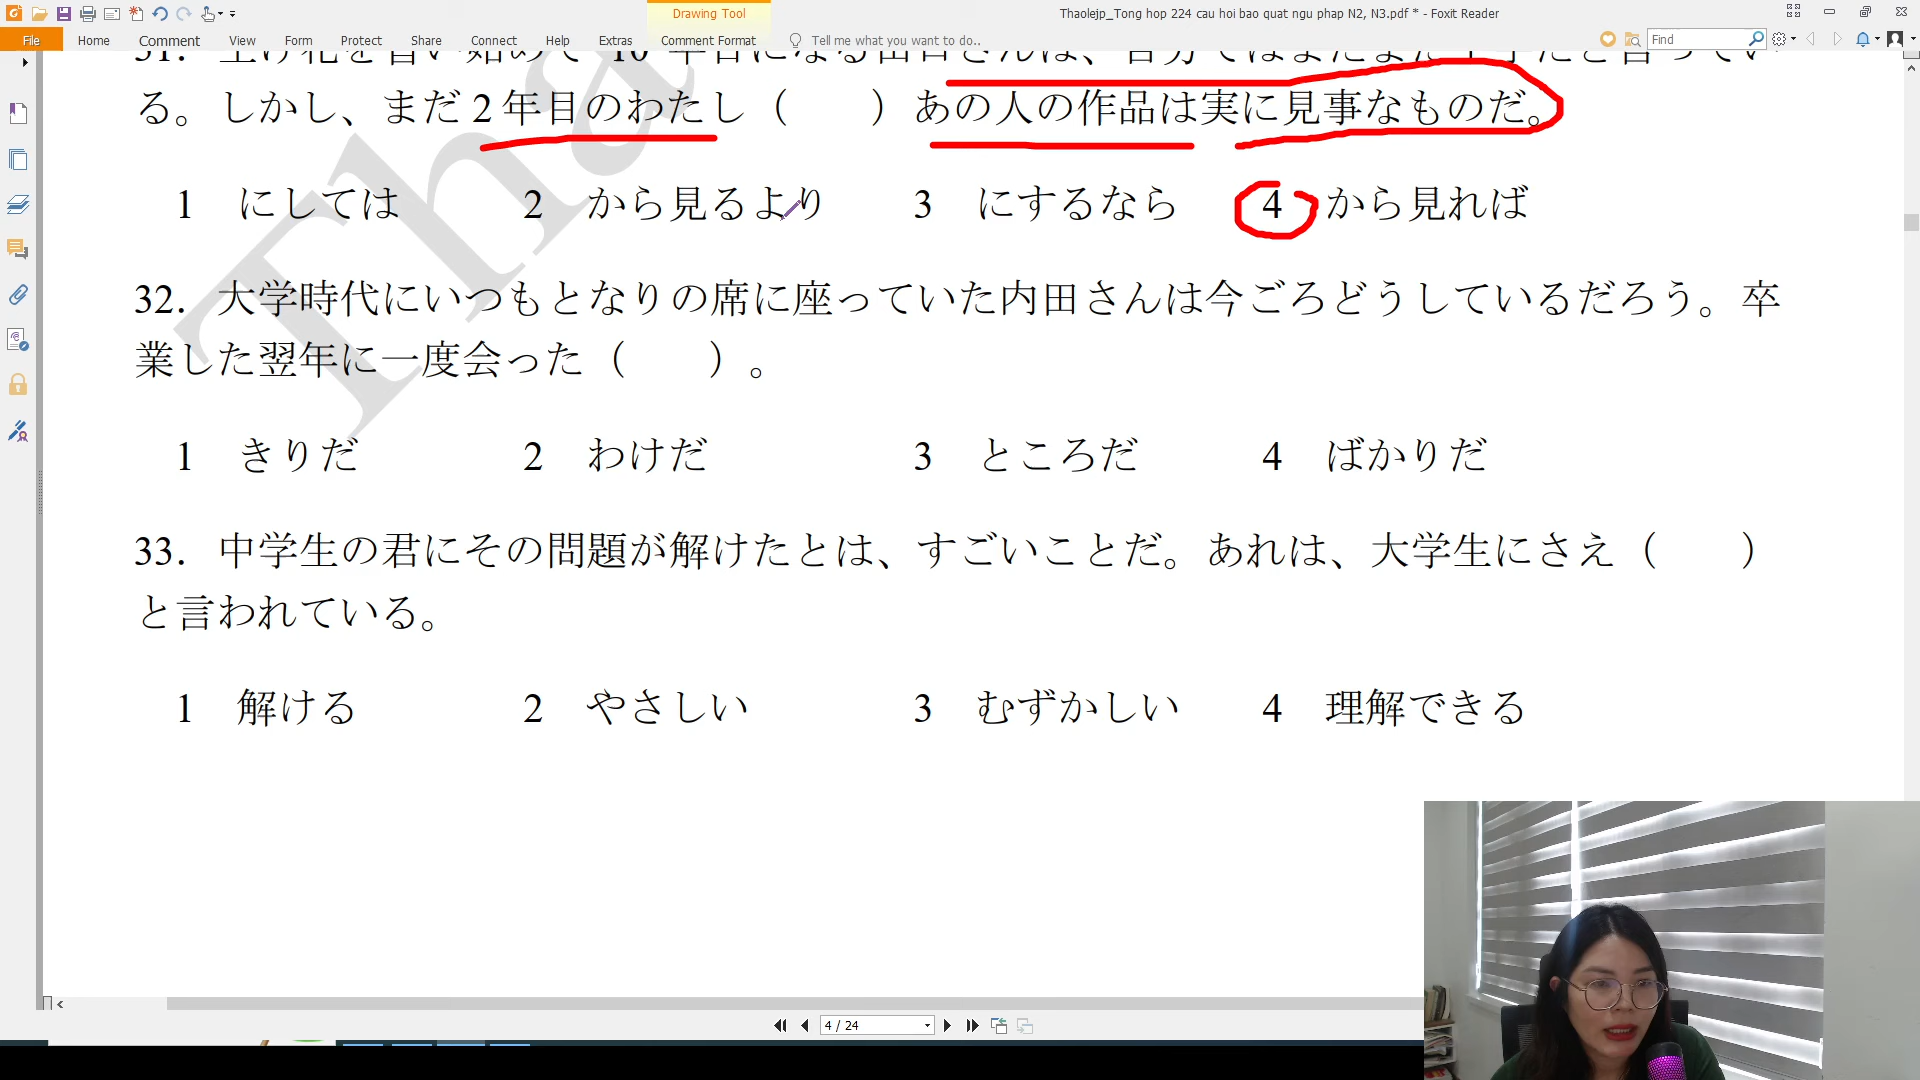 Drawing Tool
Thaolejp_Tong hop 224 cau hoi bao quat ngu phap N2, N3.pdf * - Foxit Reader
File Home Comment View Form Protect Share Connect Help Extras Comment Format Tell me what you want to do.. Find
る。しかし、まだ 2 年目のわたし（　　）あの人の作品は実に見事なものだ。
1 にしては 2 から見るより 3 にするなら 4 から見れば
32. 大学時代にいつもとなりの席に座っていた内田さんは今ごろどうしているだろう。卒
業した翌年に一度会った（　　）。
1 きりだ 2 わけだ 3 ところだ 4 ばかりだ
33. 中学生の君にその問題が解けたとは、すごいことだ。あれは、大学生にさえ（　　）
と言われている。
1 解ける 2 やさしい 3 むずかしい 4 理解できる
Tha
4 / 24